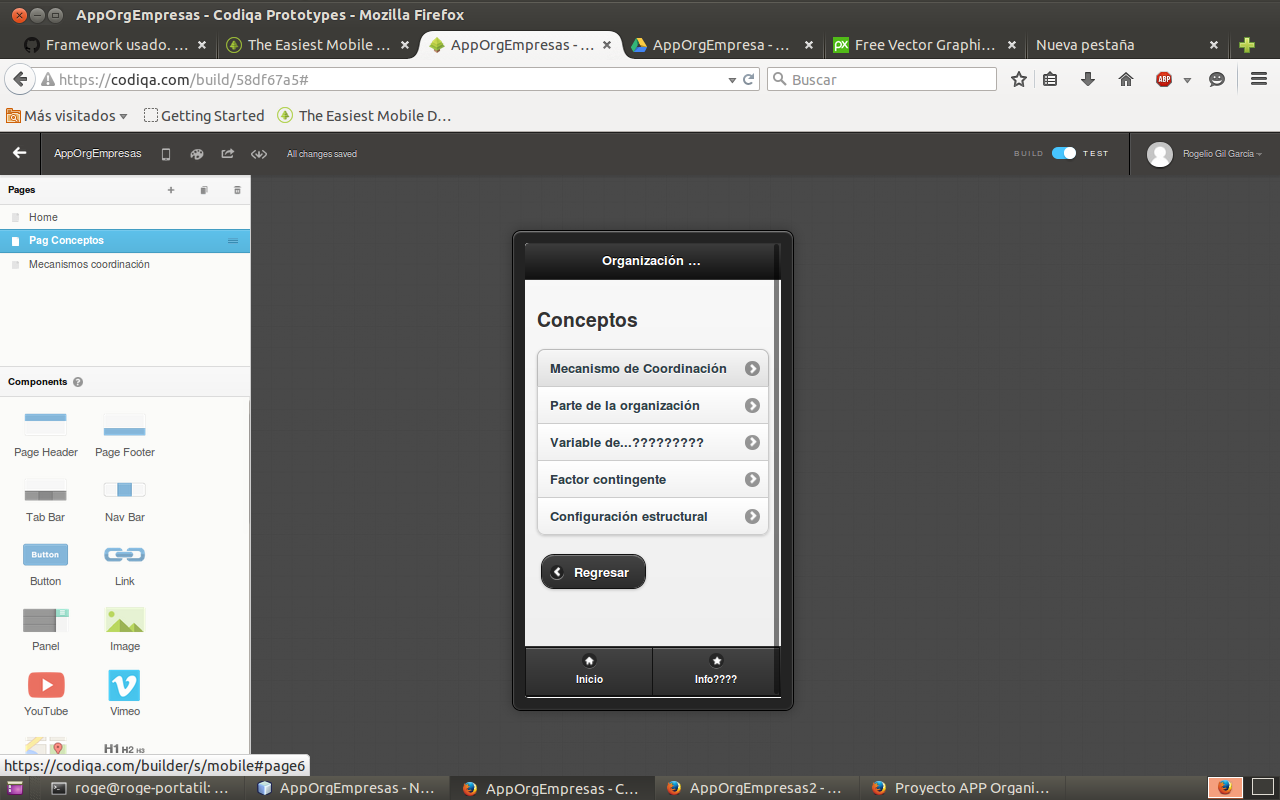 AppOrgEmpresas - Codiqa Prototypes - Mozilla Firefox
Framework usado. ... The Easiest Mobile ... AppOrgEmpresas - ... AppOrgEmpresa - ... Free Vector Graphi... Nueva pestaña
https://codiqa.com/build/58df67a5# Buscar
ABP
Más visitados Getting Started The Easiest Mobile D...
AppOrgEmpresas All changes saved BUILD TEST Rogelio Gil García
Pages
Home
Pag Conceptos
Mecanismos coordinación
Components ?
Page Header Page Footer
Tab Bar Nav Bar
Button
Button Link
Panel Image
YouTube Vimeo
H1 H2 H3
Organización ...
Conceptos
Mecanismo de Coordinación
Parte de la organización
Variable de...?????????
Factor contingente
Configuración estructural
Regresar
Inicio Info????
https://codiqa.com/builder/s/mobile#page6
roge@roge-portatil: ... AppOrgEmpresas - N... AppOrgEmpresas - C... AppOrgEmpresas2 - ... Proyecto APP Organi...